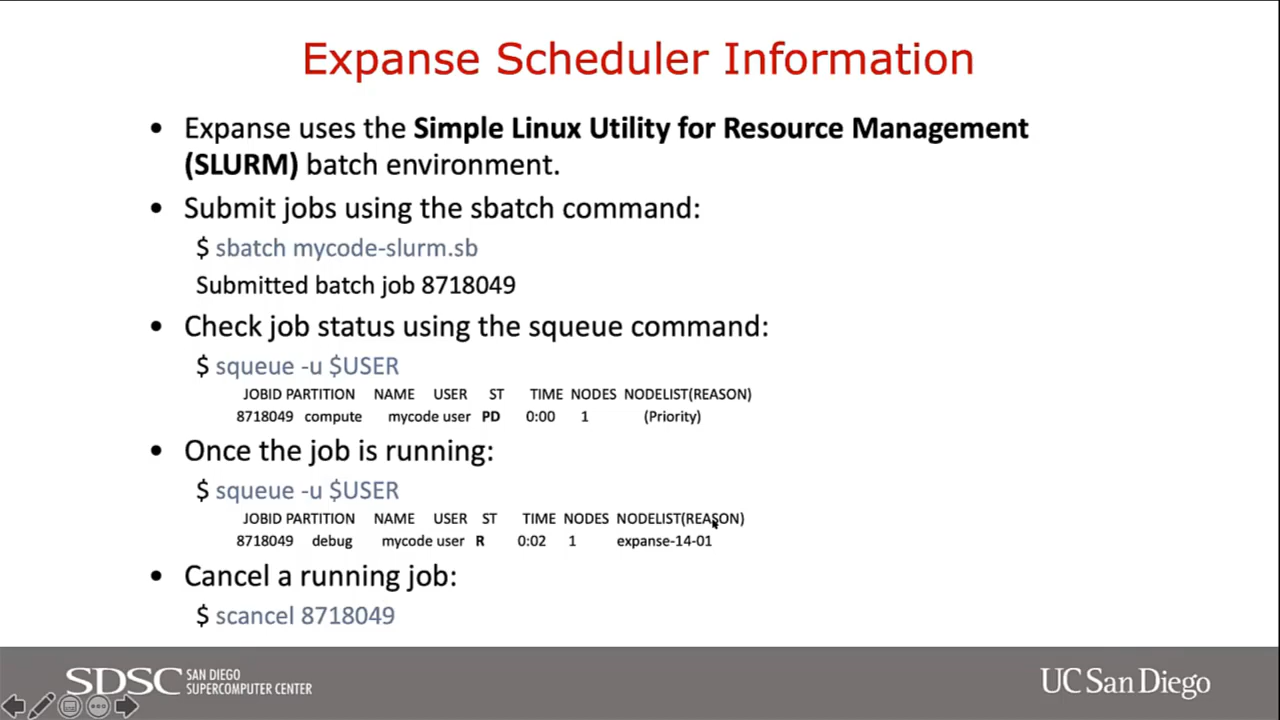 Expanse Scheduler Information
• Expanse uses the Simple Linux Utility for Resource Management
(SLURM) batch environment.
• Submit jobs using the sbatch command:
$ sbatch mycode-slurm.sb
Submitted batch job 8718049
• Check job status using the squeue command:
$ squeue -u $USER
JOBID PARTITION NAME USER ST TIME NODES NODELIST(REASON)
8718049 compute mycode user PD 0:00 1 (Priority)
• Once the job is running:
$ squeue -u $USER
JOBID PARTITION NAME USER ST TIME NODES NODELIST(REASON)
8718049 debug mycode user R 0:02 1 expanse-14-01
• Cancel a running job:
$ scancel 8718049
SDSC SAN DIEGO
SUPERCOMPUTER CENTER
UC San Diego